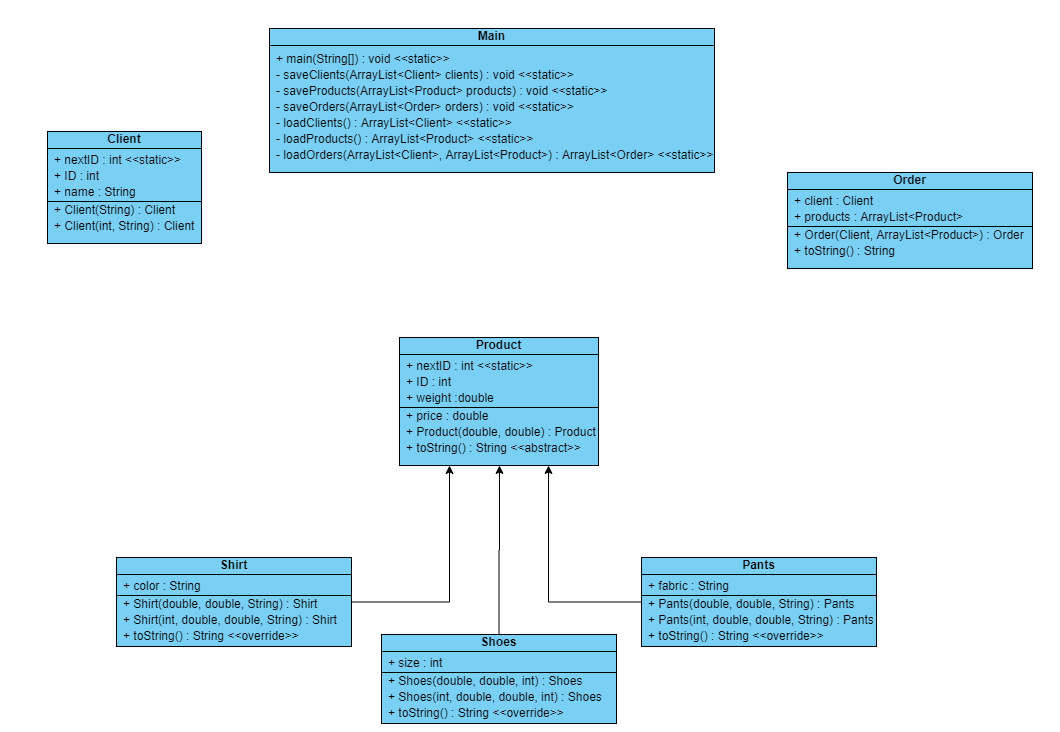 Main
+ main(String[]) : void <<static>>
- saveClients(ArrayList<Client> clients) : void <<static>>
- saveProducts(ArrayList<Product> products) : void <<static>>
- saveOrders(ArrayList<Order> orders) : void <<static>>
- loadClients() : ArrayList<Client> <<static>>
- loadProducts() : ArrayList<Product> <<static>>
- loadOrders(ArrayList<Client>, ArrayList<Product>) : ArrayList<Order> <<static>>
Client
+ nextID : int <<static>>
+ ID : int
+ name : String
+ Client(String) : Client
+ Client(int, String) : Client
Order
+ client : Client
+ products : ArrayList<Product>
+ Order(Client, ArrayList<Product>) : Order
+ toString() : String
Product
+ nextID : int <<static>>
+ ID : int
+ weight :double
+ price : double
+ Product(double, double) : Product
+ toString() : String <<abstract>>
Shirt
+ color : String
+ Shirt(double, double, String) : Shirt
+ Shirt(int, double, double, String) : Shirt
+ toString() : String <<override>>
Shoes
+ size : int
+ Shoes(double, double, int) : Shoes
+ Shoes(int, double, double, int) : Shoes
+ toString() : String <<override>>
Pants
+ fabric : String
+ Pants(double, double, String) : Pants
+ Pants(int, double, double, String) : Pants
+ toString() : String <<override>>